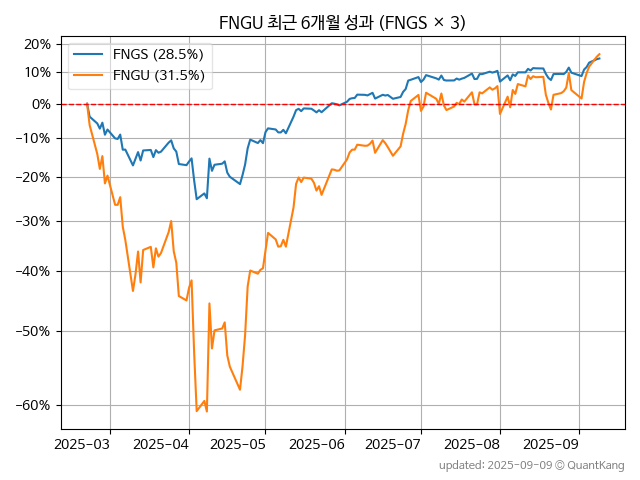 FNGU 최근 6개월 성과 (FNGS × 3)
FNGS (28.5%)
FNGU (31.5%)
20%
10%
0%
−10%
−20%
−30%
−40%
−50%
−60%
2025-03 2025-04 2025-05 2025-06 2025-07 2025-08 2025-09
updated: 2025-09-09 © QuantKang